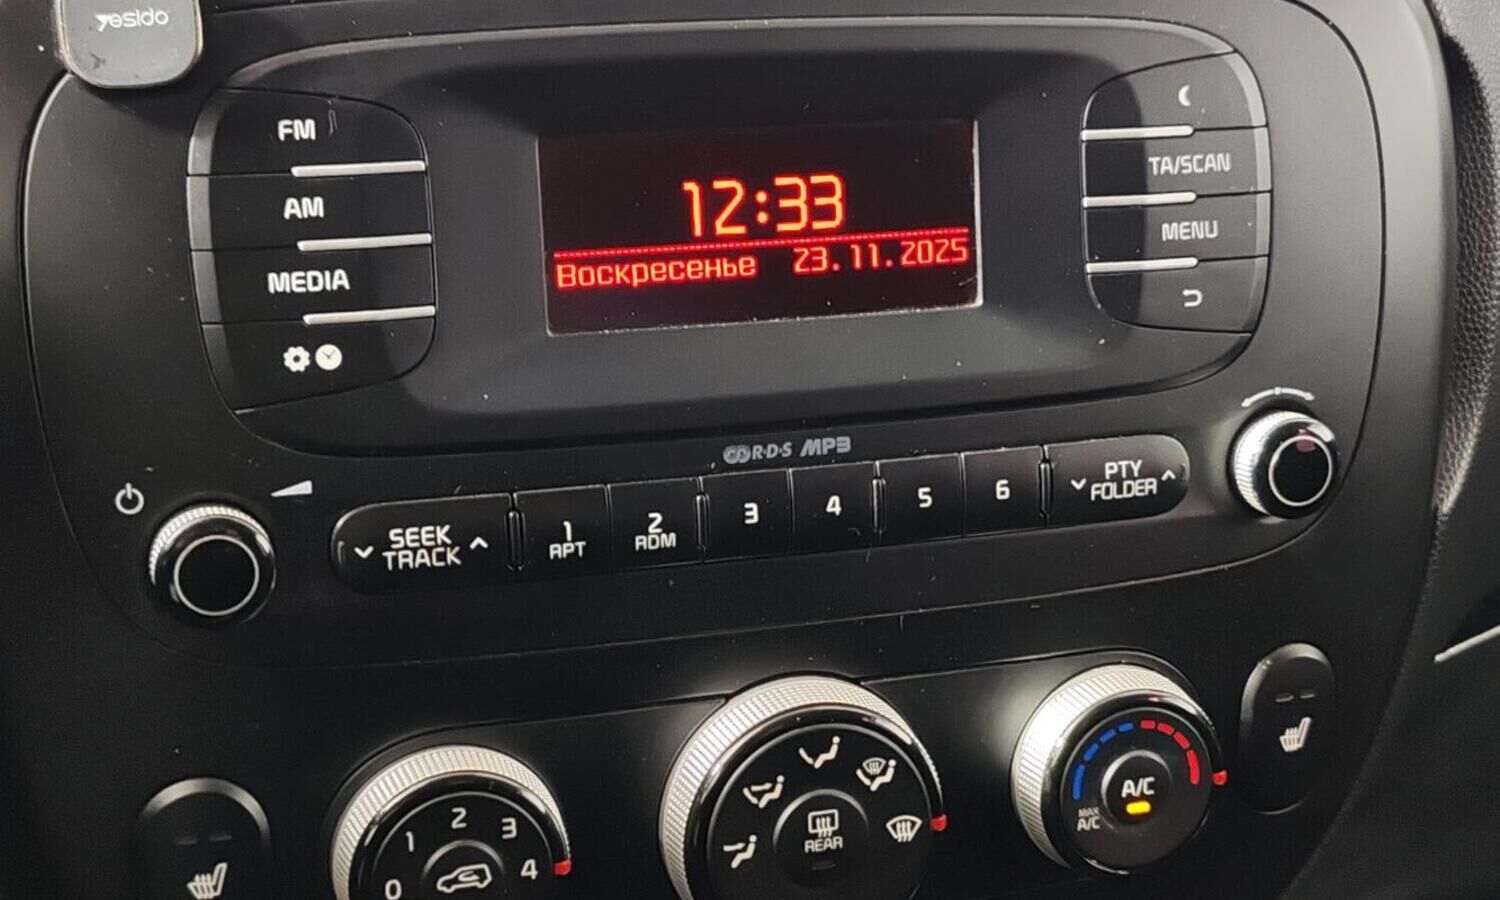 yesido
FM
AM
MEDIA
12:33
Воскресенье 23.11.2025
TA/SCAN
MENU
R·D·S MP3
SEEK
TRACK
1
RPT
2
RDM
3
4
5
6
PTY
FOLDER
0
1
2
3
4
REAR
A/C
MAX
A/C